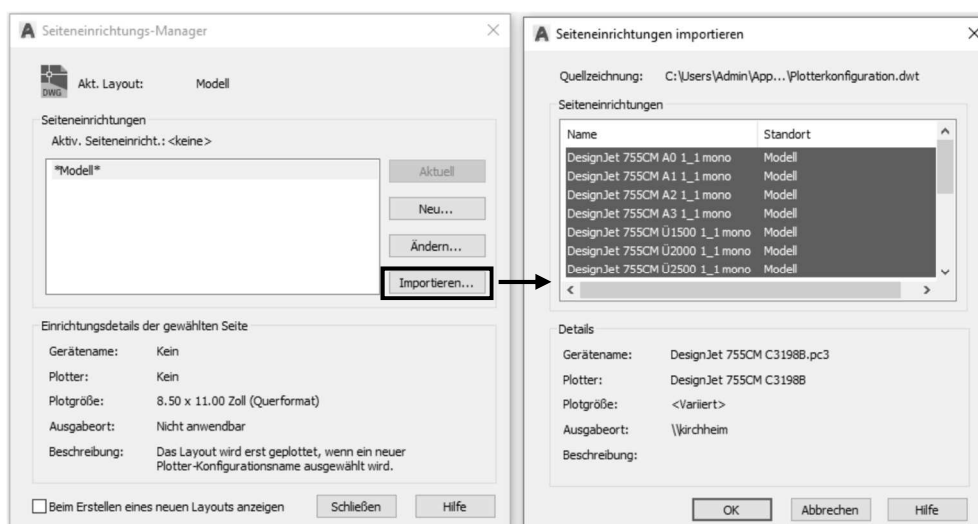 Seiteneinrichtungs-Manager
DWG
Akt. Layout: Modell
Seiteneinrichtungen
Aktiv. Seiteneinricht.: <keine>
*Modell*
Aktuell
Neu...
Ändern...
Importieren...
Einrichtungsdetails der gewählten Seite
Gerätename: Kein
Plotter: Kein
Plotgröße: 8.50 x 11.00 Zoll (Querformat)
Ausgabeort: Nicht anwendbar
Beschreibung: Das Layout wird erst geplottet, wenn ein neuer
Plotter-Konfigurationsname ausgewählt wird.
Beim Erstellen eines neuen Layouts anzeigen Schließen Hilfe
Seiteneinrichtungen importieren
Quellzeichnung: C:\Users\Admin\App...\Plotterkonfiguration.dwt
Seiteneinrichtungen
Name Standort
DesignJet 755CM A0 1_1 mono Modell
DesignJet 755CM A1 1_1 mono Modell
DesignJet 755CM A2 1_1 mono Modell
DesignJet 755CM A3 1_1 mono Modell
DesignJet 755CM Ü1500 1_1 mono Modell
DesignJet 755CM Ü2000 1_1 mono Modell
DesignJet 755CM Ü2500 1_1 mono Modell
Details
Gerätename: DesignJet 755CM C3198B.pc3
Plotter: DesignJet 755CM C3198B
Plotgröße: <Variiert>
Ausgabeort: \\kirchheim
Beschreibung:
OK Abbrechen Hilfe